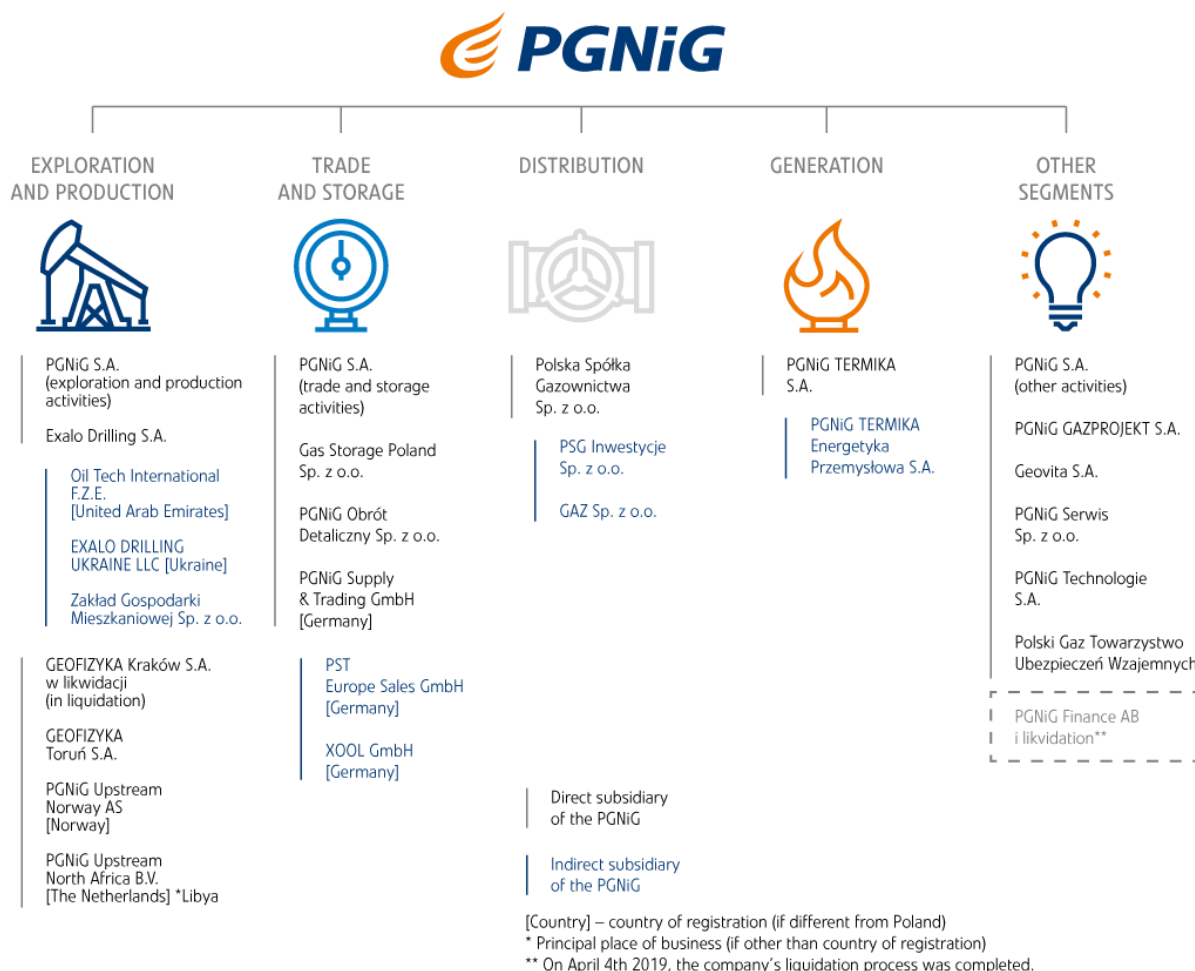 PGNiG
EXPLORATION
AND PRODUCTION
PGNiG S.A.
(exploration and production
activities)
Exalo Drilling S.A.
Oil Tech International
F.Z.E.
[United Arab Emirates]
EXALO DRILLING
UKRAINE LLC [Ukraine]
Zakład Gospodarki
Mieszkaniowej Sp. z o.o.
GEOFIZYKA Kraków S.A.
w likwidacji
(in liquidation)
GEOFIZYKA
Toruń S.A.
PGNiG Upstream
Norway AS
[Norway]
PGNiG Upstream
North Africa B.V.
[The Netherlands] *Libya
TRADE
AND STORAGE
PGNiG S.A.
(trade and storage
activities)
Gas Storage Poland
Sp. z o.o.
PGNiG Obrót
Detaliczny Sp. z o.o.
PGNiG Supply
& Trading GmbH
[Germany]
PST
Europe Sales GmbH
[Germany]
XOOL GmbH
[Germany]
DISTRIBUTION
Polska Spółka
Gazownictwa
Sp. z o.o.
PSG Inwestycje
Sp. z o.o.
GAZ Sp. z o.o.
GENERATION
PGNiG TERMIKA
S.A.
PGNiG TERMIKA
Energetyka
Przemysłowa S.A.
OTHER
SEGMENTS
PGNiG S.A.
(other activities)
PGNiG GAZPROJEKT S.A.
Geovita S.A.
PGNiG Serwis
Sp. z o.o.
PGNiG Technologie
S.A.
Polski Gaz Towarzystwo
Ubezpieczeń Wzajemnych
PGNiG Finance AB
i likvidation**
Direct subsidiary
of the PGNiG
Indirect subsidiary
of the PGNiG
[Country] – country of registration (if different from Poland)
* Principal place of business (if other than country of registration)
** On April 4th 2019, the company's liquidation process was completed.